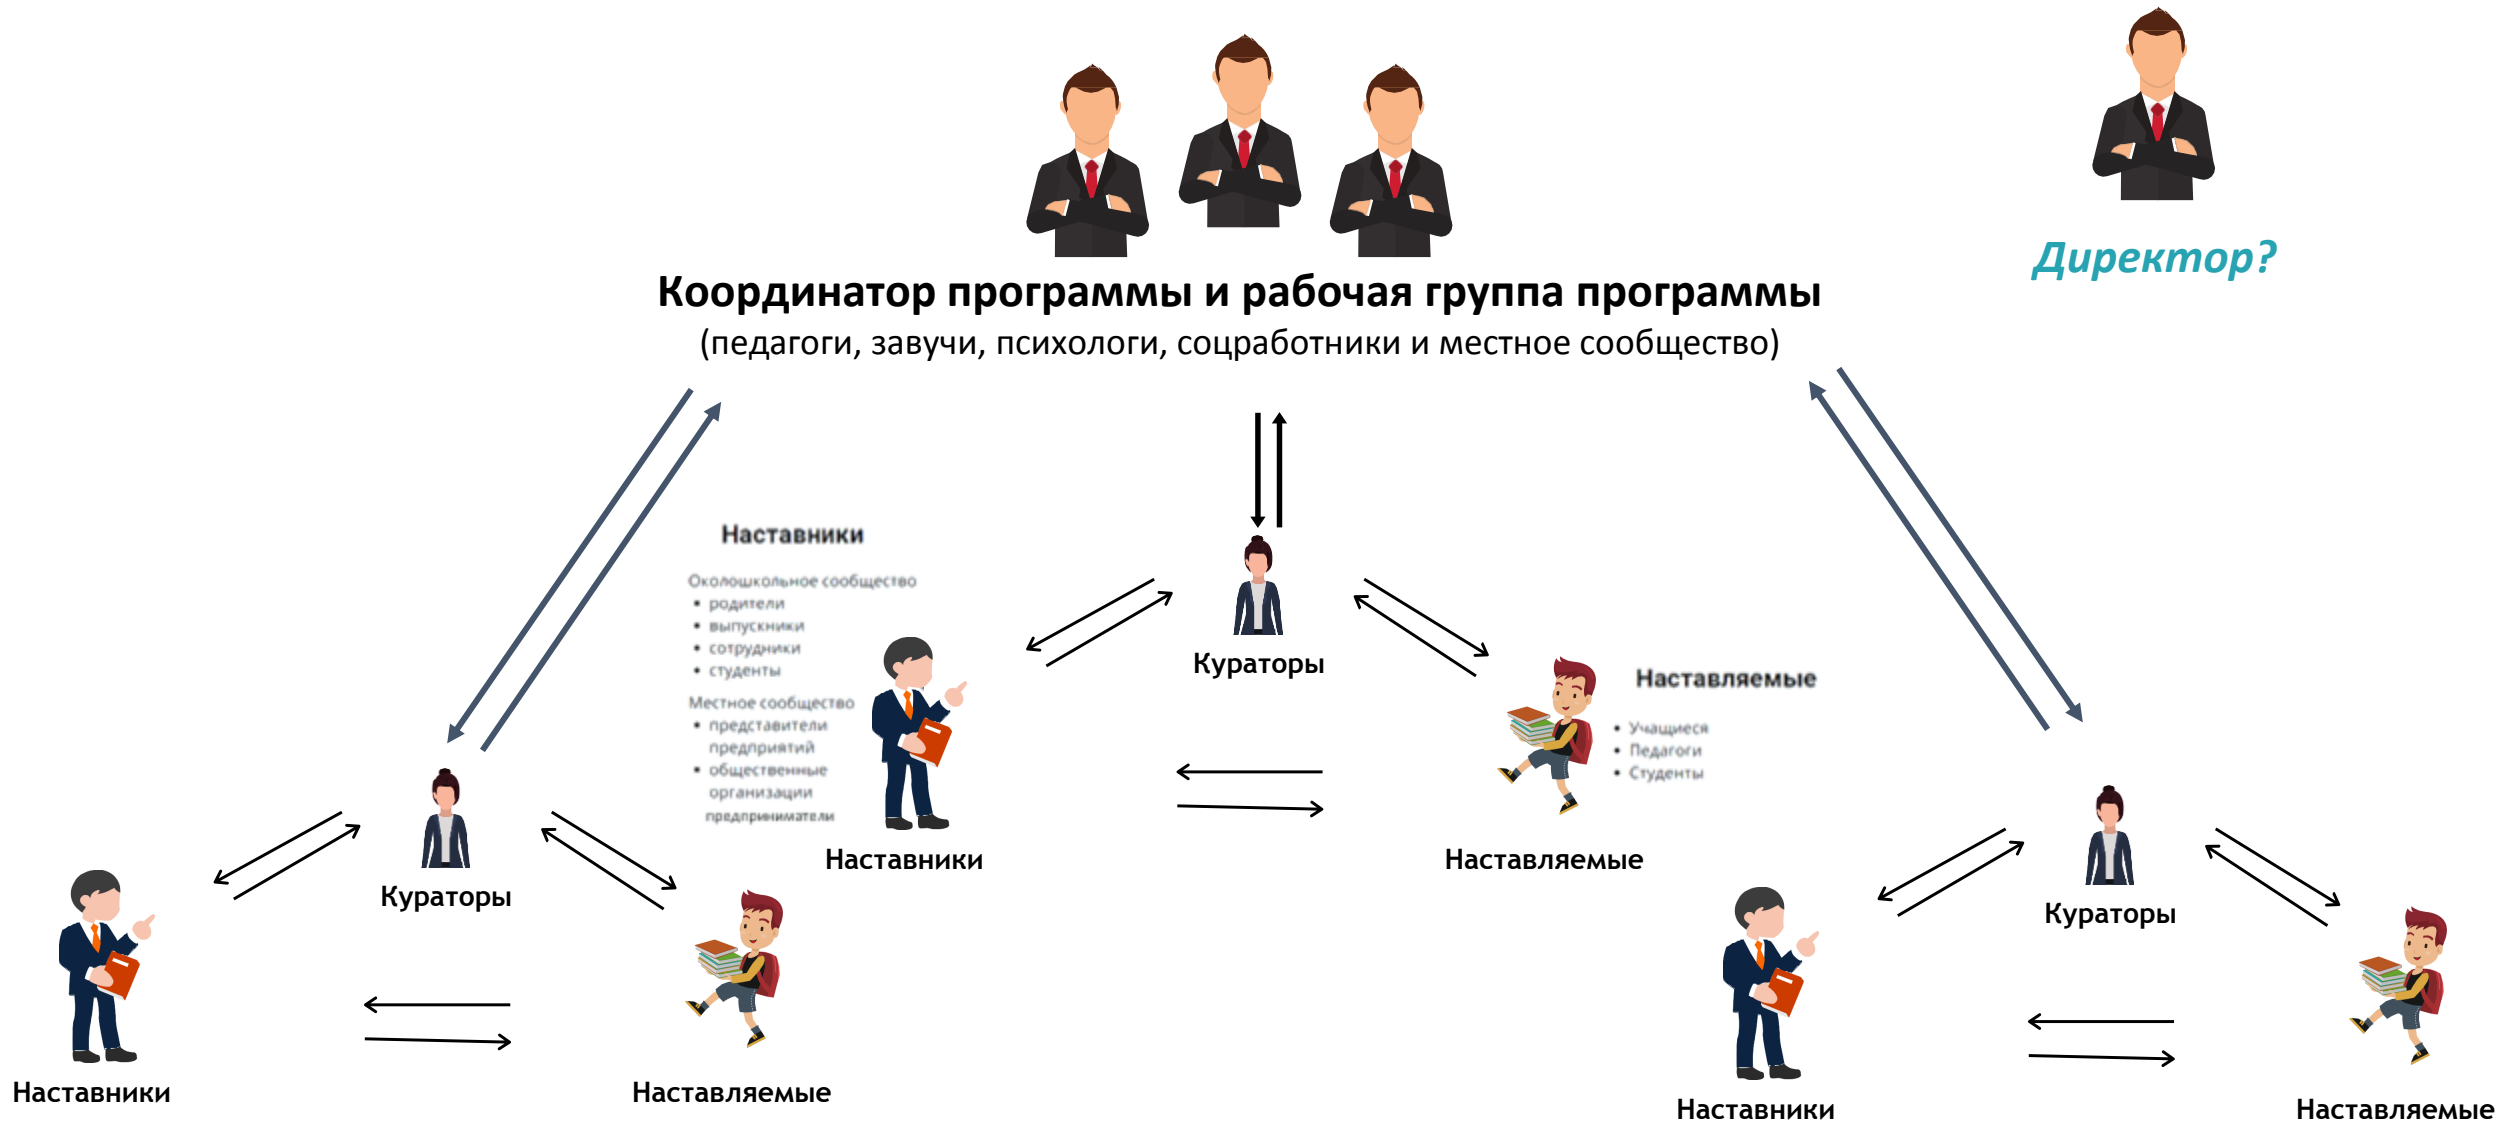 Директор?
Координатор программы и рабочая группа программы
(педагоги, завучи, психологи, соцработники и местное сообщество)
Наставники
Околошкольное сообщество
• родители
• выпускники
• сотрудники
• студенты
Местное сообщество
• представители
предприятий
• общественные
организации
предприниматели
Кураторы
Наставляемые
• Учащиеся
• Педагоги
• Студенты
Наставники
Наставляемые
Кураторы
Наставники
Наставляемые
Кураторы
Наставники
Наставляемые